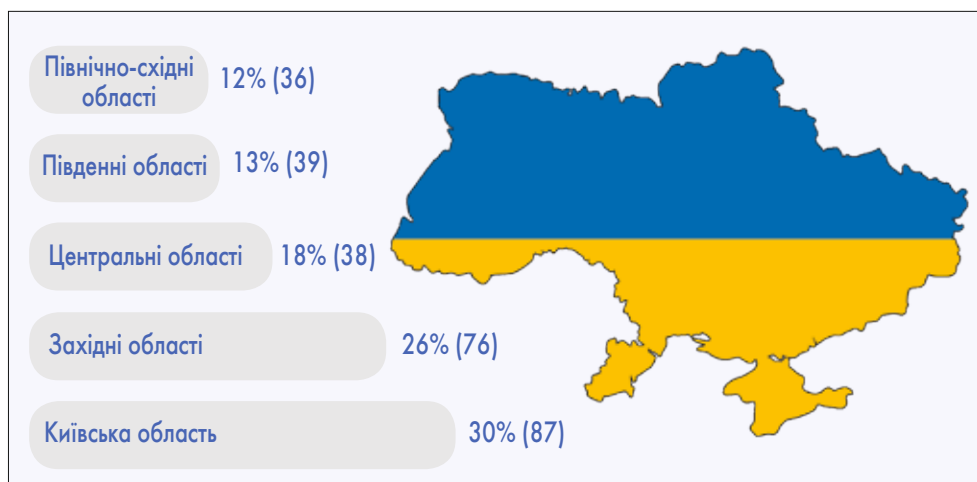 Північно-східні
області
12% (36)
Південні області
13% (39)
Центральні області
18% (38)
Західні області
26% (76)
Київська область
30% (87)